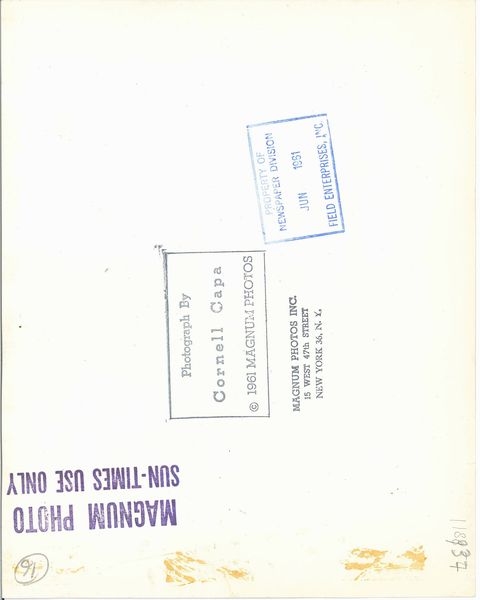 PROPERTY OF
NEWSPAPER DIVISION
JUN 1961
FIELD ENTERPRISES, INC.
Photograph By
Cornell Capa
© 1961 MAGNUM PHOTOS
MAGNUM PHOTOS INC.
15 WEST 47th STREET
NEW YORK 36, N. Y.
MAGNUM PHOTO
SUN-TIMES USE ONLY
16